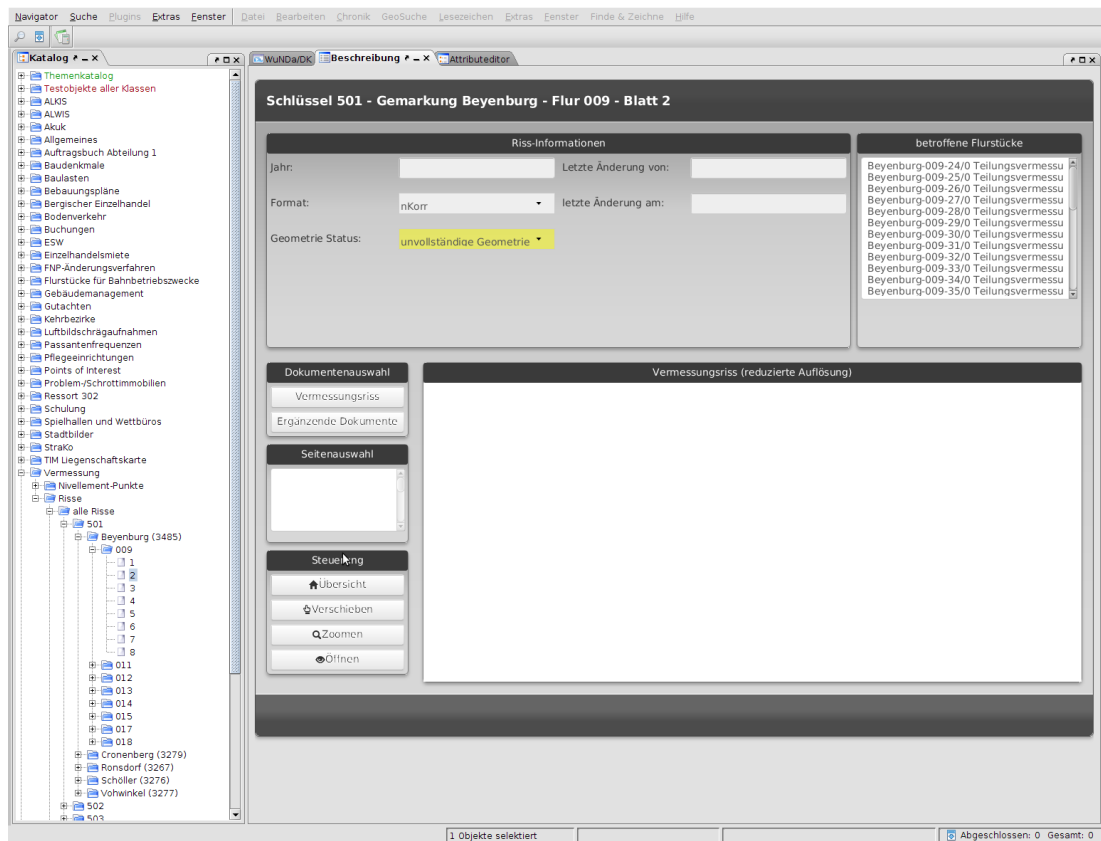 Navigator Suche Plugins Extras Fenster Datei Bearbeiten Chronik GeoSuche Lesezeichen Extras Fenster Finde & Zeichne Hilfe
Katalog
WuNDa/DK Beschreibung Attributeditor
Themenkatalog
Testobjekte aller Klassen
ALKIS
ALWIS
Akuk
Allgemeines
Auftragsbuch Abteilung 1
Baudenkmale
Baulasten
Bebauungspläne
Bergischer Einzelhandel
Bodenverkehr
Buchungen
ESW
Einzelhandelsmiete
FNP-Änderungsverfahren
Flurstücke für Bahnbetriebszwecke
Gebäudemanagement
Gutachten
Kehrbezirke
Luftbildschrägaufnahmen
Passantenfrequenzen
Pflegeeinrichtungen
Points of Interest
Problem-/Schrottimmobilien
Ressort 302
Schulung
Spielhallen und Wettbüros
Stadtbilder
StraKo
TIM Liegenschaftskarte
Vermessung
Nivellement-Punkte
Risse
alle Risse
501
Beyenburg (3485)
009
1
2
3
4
5
6
7
8
011
012
013
014
015
017
018
Cronenberg (3279)
Ronsdorf (3267)
Schöller (3276)
Vohwinkel (3277)
502
503
Schlüssel 501 - Gemarkung Beyenburg - Flur 009 - Blatt 2
Riss-Informationen
Jahr:
Letzte Änderung von:
Format:
nKorr
letzte Änderung am:
Geometrie Status:
unvollständige Geometrie
betroffene Flurstücke
Beyenburg-009-24/0 Teilungsvermessu
Beyenburg-009-25/0 Teilungsvermessu
Beyenburg-009-26/0 Teilungsvermessu
Beyenburg-009-27/0 Teilungsvermessu
Beyenburg-009-28/0 Teilungsvermessu
Beyenburg-009-29/0 Teilungsvermessu
Beyenburg-009-30/0 Teilungsvermessu
Beyenburg-009-31/0 Teilungsvermessu
Beyenburg-009-32/0 Teilungsvermessu
Beyenburg-009-33/0 Teilungsvermessu
Beyenburg-009-34/0 Teilungsvermessu
Beyenburg-009-35/0 Teilungsvermessu
Dokumentenauswahl
Vermessungsriss
Ergänzende Dokumente
Seitenauswahl
Steuerung
Übersicht
Verschieben
Zoomen
Öffnen
Vermessungsriss (reduzierte Auflösung)
1 Objekte selektiert
Abgeschlossen: 0 Gesamt: 0